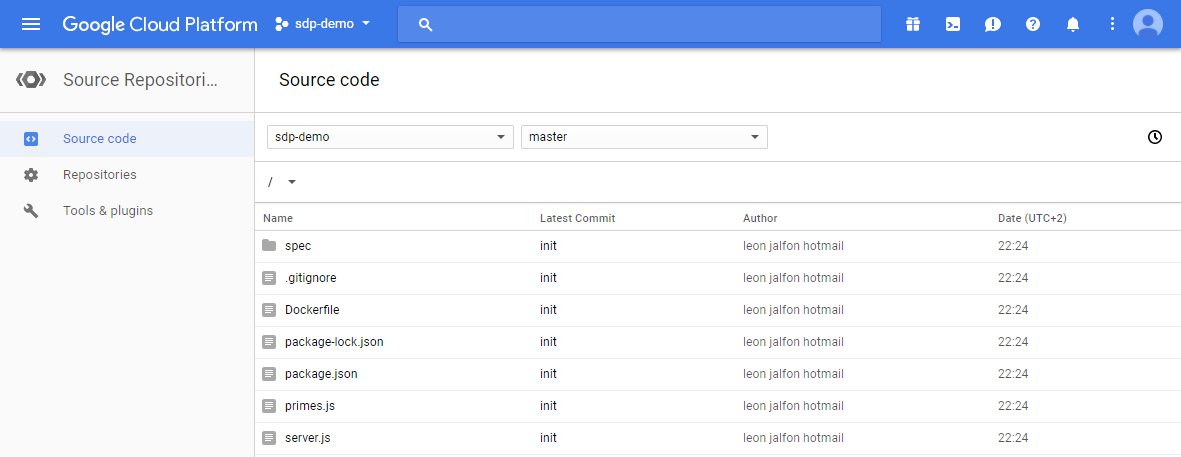 Google Cloud Platform sdp-demo
Source Repositori... Source code
Source code
Repositories
Tools & plugins
sdp-demo master
/
Name Latest Commit Author Date (UTC+2)
spec init leon jalfon hotmail 22:24
.gitignore init leon jalfon hotmail 22:24
Dockerfile init leon jalfon hotmail 22:24
package-lock.json init leon jalfon hotmail 22:24
package.json init leon jalfon hotmail 22:24
primes.js init leon jalfon hotmail 22:24
server.js init leon jalfon hotmail 22:24